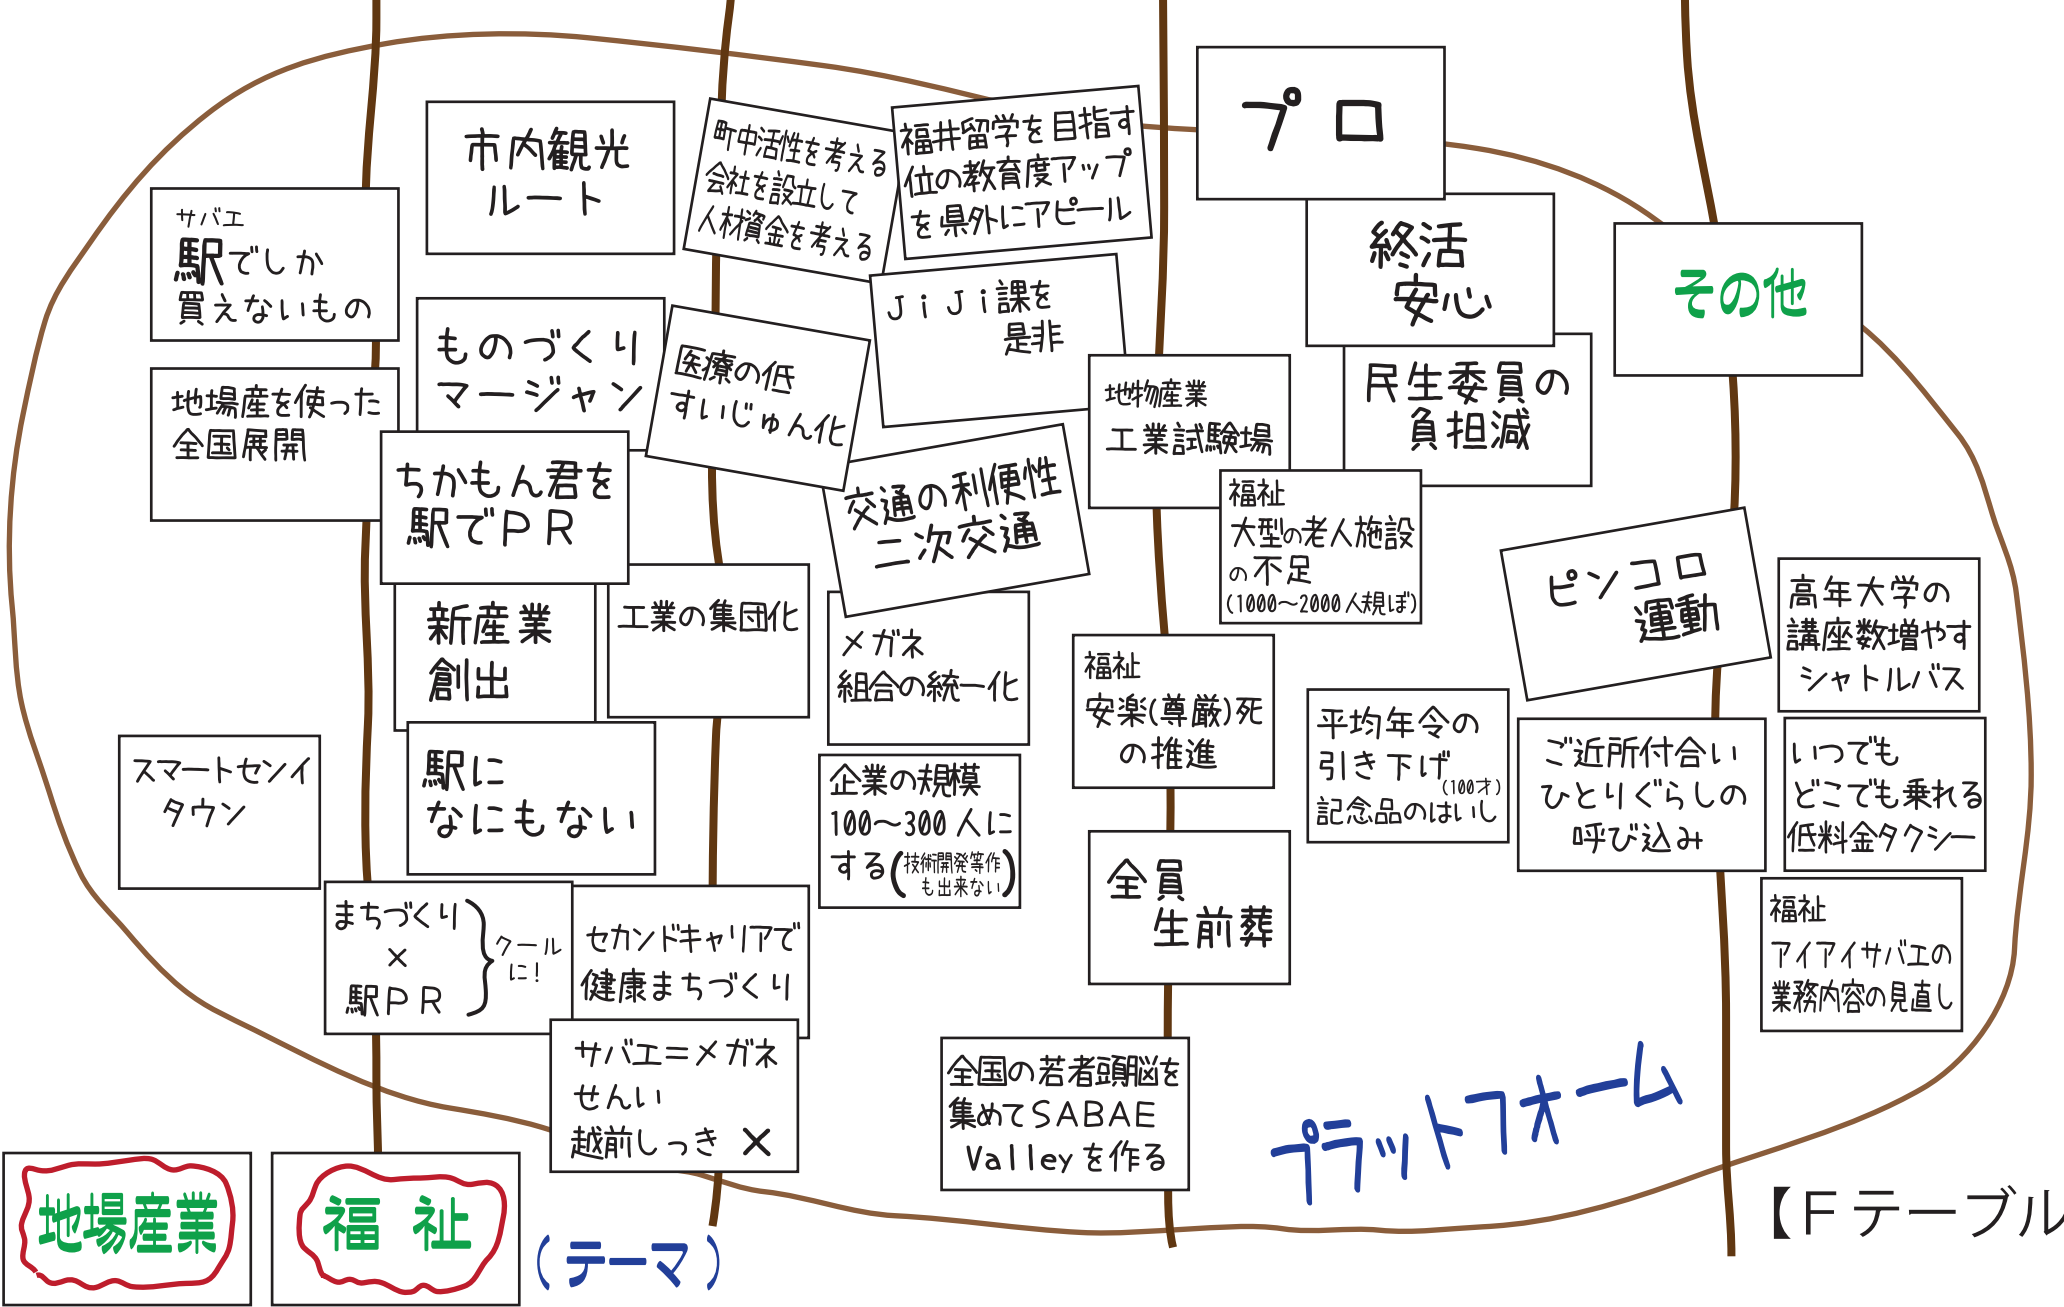 市内観光
ルート
町中活性を考える
会社を設立して
人材資金を考える
福井留学を目指す
位の教育度アップ
を県外にアピール
プロ
終活
安心
その他
サバエ
駅でしか
買えないもの
ものづくり
マージャン
医療の低
すいじゅん化
JiJi課を
是非
民生委員の
負担減
地場産を使った
全国展開
ちかもん君を
駅でPR
交通の利便性
二次交通
地物産業
工業試験場
福祉
大型の老人施設
の不足
(1000〜2000人規ぼ)
ピンコロ
運動
高年大学の
講座数増やす
シャトルバス
新産業
創出
工業の集団化
メガネ
組合の統一化
福祉
安楽(尊厳)死
の推進
平均年令の
引き下げ
(100才)
記念品のはいし
ご近所付合い
ひとりぐらしの
呼び込み
いつでも
どこでも乗れる
低料金タクシー
スマートセンイ
タウン
駅に
なにもない
企業の規模
100〜300人に
する(技術開発等作
も出来ない)
全員
生前葬
福祉
アイアイサバエの
業務内容の見直し
まちづくり
×
駅PR
クール
に!
セカンドキャリアで
健康まちづくり
サバエ=メガネ
せんい
越前しっき ×
全国の若者頭脳を
集めてSABAE
Valleyを作る
プラットフォーム
地場産業
福祉
(テーマ)
【Fテーブル